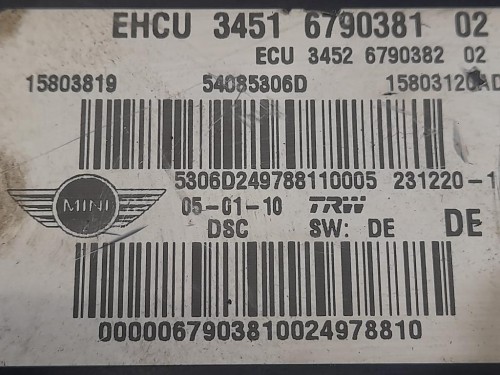 EHCU 3451 6790381 02
ECU 3452 6790382 02
15803819 54085306D 15803120AD
5306D249788110005 231220-1
MINI 05-01-10 TRW
DSC SW: DE DE
0000067903810024978810